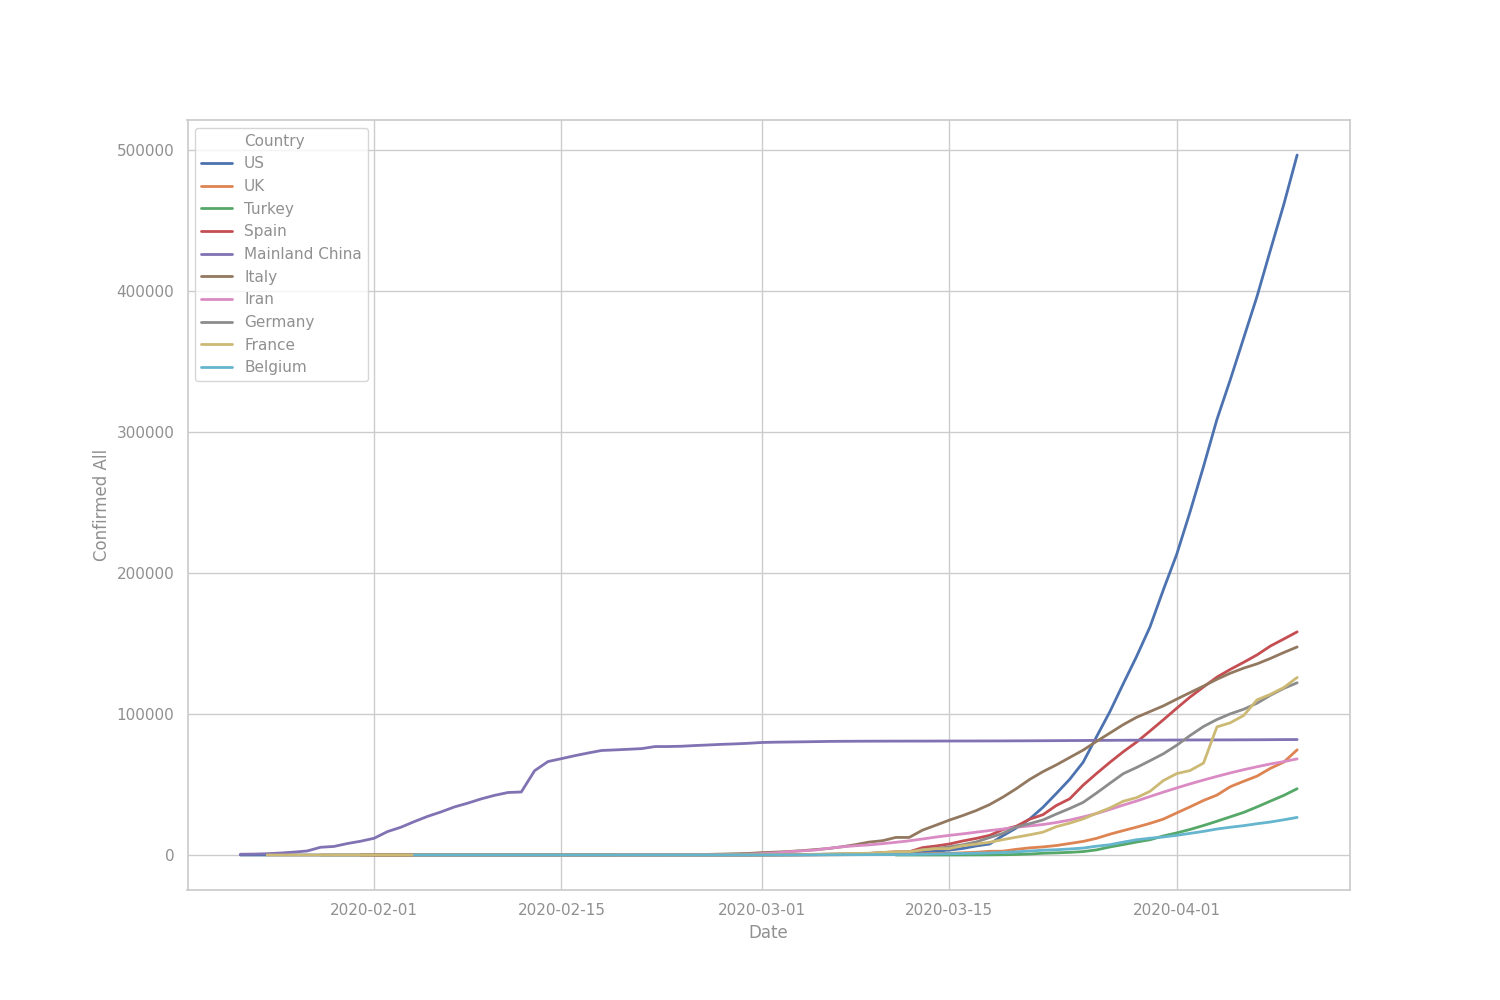 Country
US
UK
Turkey
Spain
Mainland China
Italy
Iran
Germany
France
Belgium
500000
400000
300000
200000
100000
0
Confirmed All
2020-02-01 2020-02-15 2020-03-01 2020-03-15 2020-04-01
Date